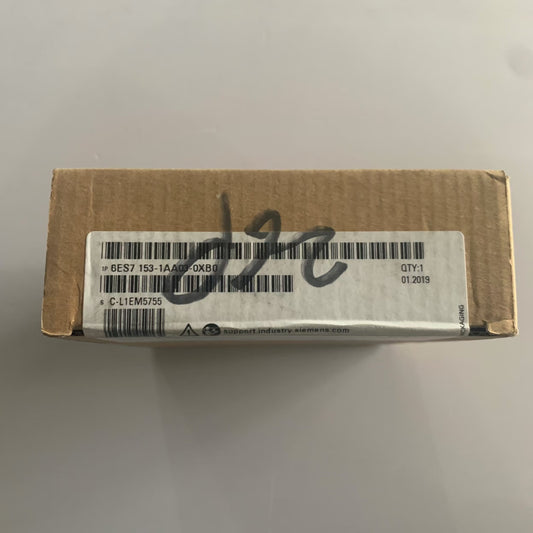 1P 6ES7 153-1AA03-0XB0
QTY:1
01.2019
S C-L1EM5755
support.industry.siemens.com